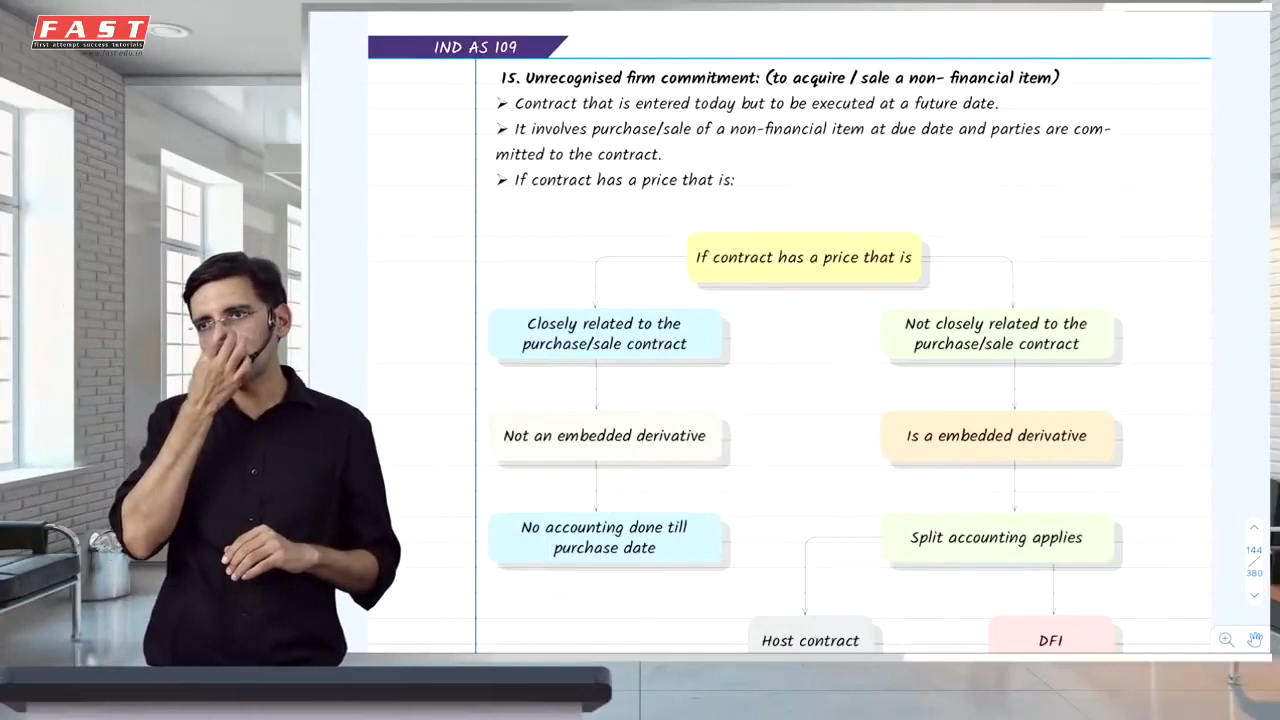 FAST
first attempt success tutorials
www.fast.edu.in
IND AS 109
15. Unrecognised firm commitment: (to acquire / sale a non- financial item)
➢ Contract that is entered today but to be executed at a future date.
➢ It involves purchase/sale of a non-financial item at due date and parties are com-
mitted to the contract.
➢ If contract has a price that is:
If contract has a price that is
Closely related to the
purchase/sale contract
Not closely related to the
purchase/sale contract
Not an embedded derivative
Is a embedded derivative
No accounting done till
purchase date
Split accounting applies
Host contract
DFI
144
380